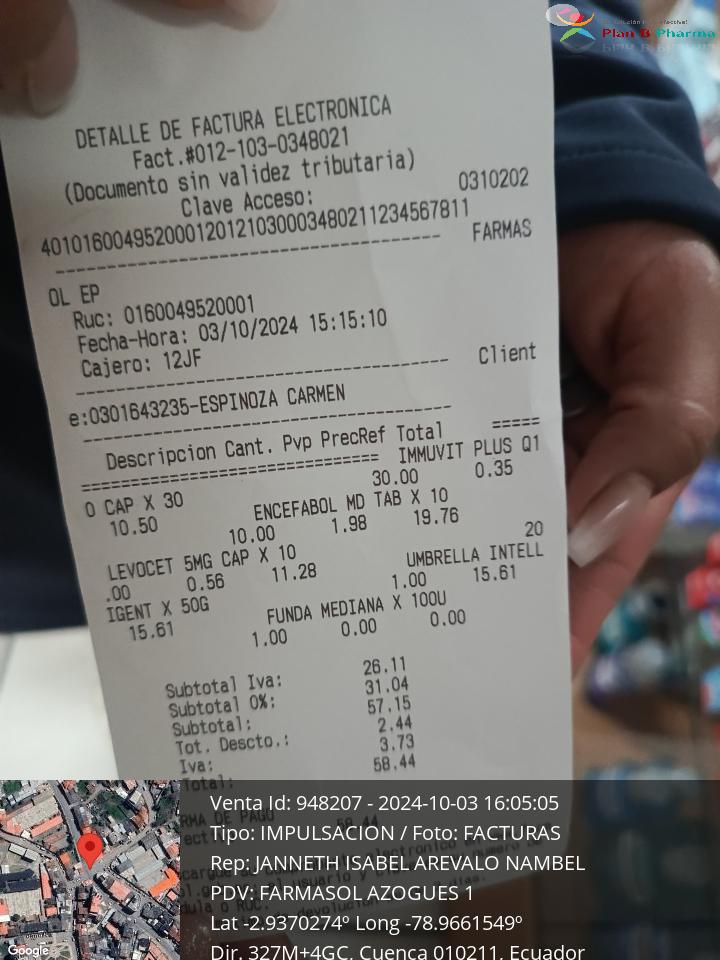 Plan B Pharma
DETALLE DE FACTURA ELECTRONICA
Fact.#012-103-0348021
(Documento sin validez tributaria)
Clave Acceso: 0310202
401016004952000120121030003480211234567811
---------------------------------- FARMAS
OL EP
Ruc: 0160049520001
Fecha-Hora: 03/10/2024 15:15:10
Cajero: 12JF
---------------------------------- Client
e:0301643235-ESPINOZA CARMEN
----------------------------------
Descripcion Cant. Pvp PrecRef Total =====
============================= IMMUVIT PLUS Q1
0 CAP X 30 30.00 0.35
10.50 ENCEFABOL MD TAB X 10
10.00 1.98 19.76
LEVOCET 5MG CAP X 10 20
.00 0.56 11.28 UMBRELLA INTELL
IGENT X 50G 1.00 15.61
15.61 FUNDA MEDIANA X 100U
1.00 0.00 0.00
Subtotal Iva: 26.11
Subtotal 0%: 31.04
Subtotal: 57.15
Tot. Descto.: 2.44
Iva: 3.73
Total: 58.44
RMA DE PAGO
Venta Id: 948207 - 2024-10-03 16:05:05
Tipo: IMPULSACION / Foto: FACTURAS
Rep: JANNETH ISABEL AREVALO NAMBEL
PDV: FARMASOL AZOGUES 1
Lat -2.9370274º Long -78.9661549º
Dir. 327M+4GC, Cuenca 010211, Ecuador
Google